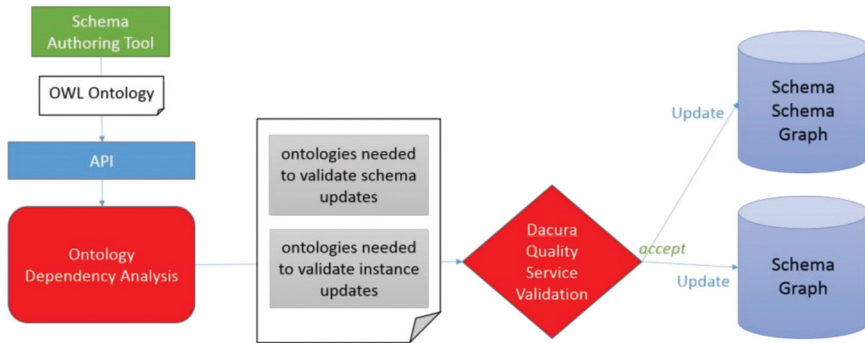 Schema
Authoring Tool
OWL Ontology
API
Ontology
Dependency Analysis
ontologies needed
to validate schema
updates
ontologies needed
to validate instance
updates
Dacura
Quality
Service
Validation
accept
Update
Update
Schema
Schema
Graph
Schema
Graph